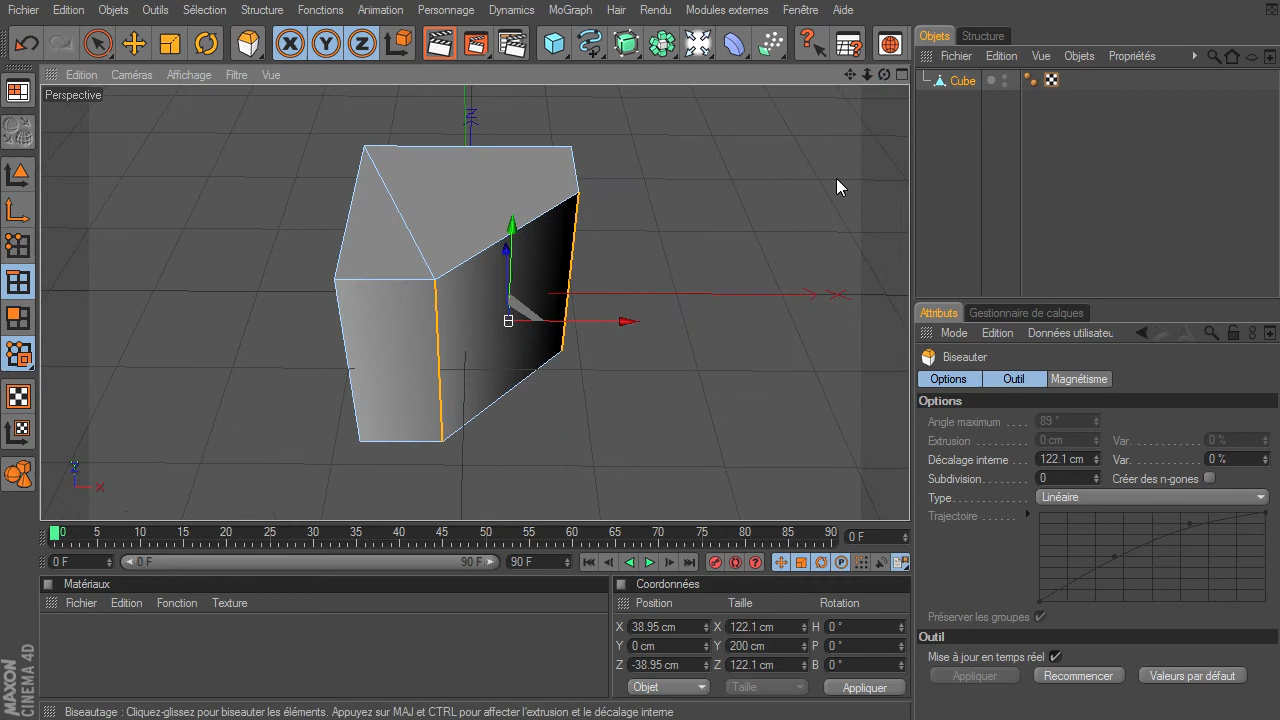 Fichier Edition Objets Outils Sélection Structure Fonctions Animation Personnage Dynamics MoGraph Hair Rendu Modules externes Fenêtre Aide
X Y Z
Objets Structure
Fichier Edition Vue Objets Propriétés
Cube
Edition Caméras Affichage Filtre Vue
Perspective
Z
X
Y
X
Attributs Gestionnaire de calques
Mode Edition Données utilisateu
Biseauter
Options Outil Magnétisme
Options
Angle maximum . . . . 89 °
Extrusion . . . . . . . . 0 cm Var. . . . . . . . . . 0 %
Décalage interne . . . 122.1 cm Var. . . . . . . . . . 0 %
Subdivision . . . . . . 0 Créer des n-gones
Type . . . . . . . . . . . Linéaire
Trajectoire . . . . . .
Préserver les groupes
Outil
Mise à jour en temps réel
Appliquer Recommencer Valeurs par défaut
0 5 10 15 20 25 30 35 40 45 50 55 60 65 70 75 80 85 90 0 F
0 F 0 F 90 F 90 F
P
Matériaux
Fichier Edition Fonction Texture
Coordonnées
Position Taille Rotation
X 38.95 cm X 122.1 cm H 0 °
Y 0 cm Y 200 cm P 0 °
Z -38.95 cm Z 122.1 cm B 0 °
Objet Taille Appliquer
MAXON
CINEMA 4D
Biseautage : Cliquez-glissez pour biseauter les éléments. Appuyez sur MAJ et CTRL pour affecter l'extrusion et le décalage interne